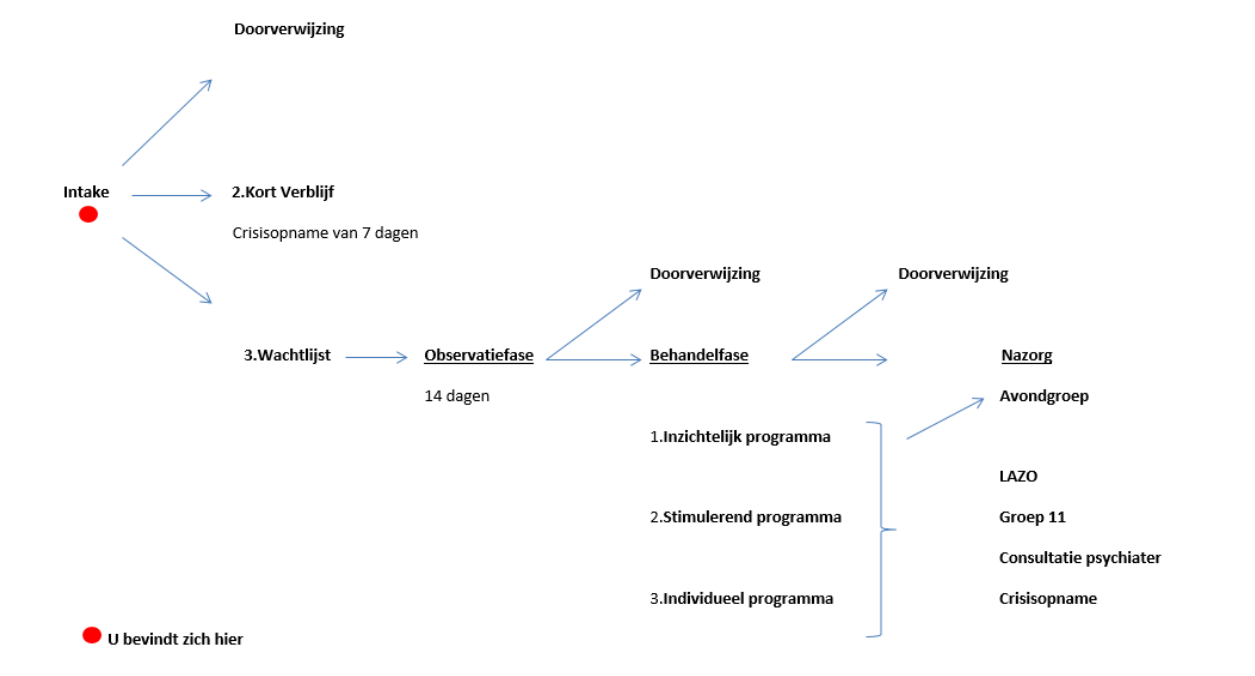 Doorverwijzing
Intake
2.Kort Verblijf
Crisisopname van 7 dagen
Doorverwijzing
Doorverwijzing
3.Wachtlijst
Observatiefase
Behandelfase
Nazorg
14 dagen
Avondgroep
1.Inzichtelijk programma
LAZO
2.Stimulerend programma
Groep 11
Consultatie psychiater
3.Individueel programma
Crisisopname
U bevindt zich hier